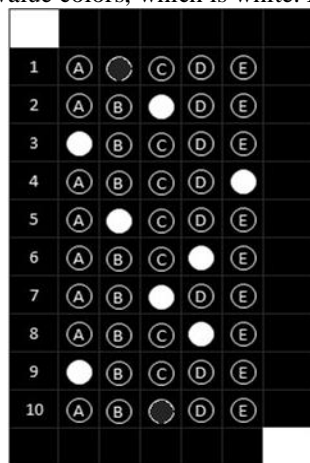 value colors, which is white.
1 A C D E
2 A B D E
3 B C D E
4 A B C D
5 A C D E
6 A B C E
7 A B D E
8 A B C E
9 B C D E
10 A B D E